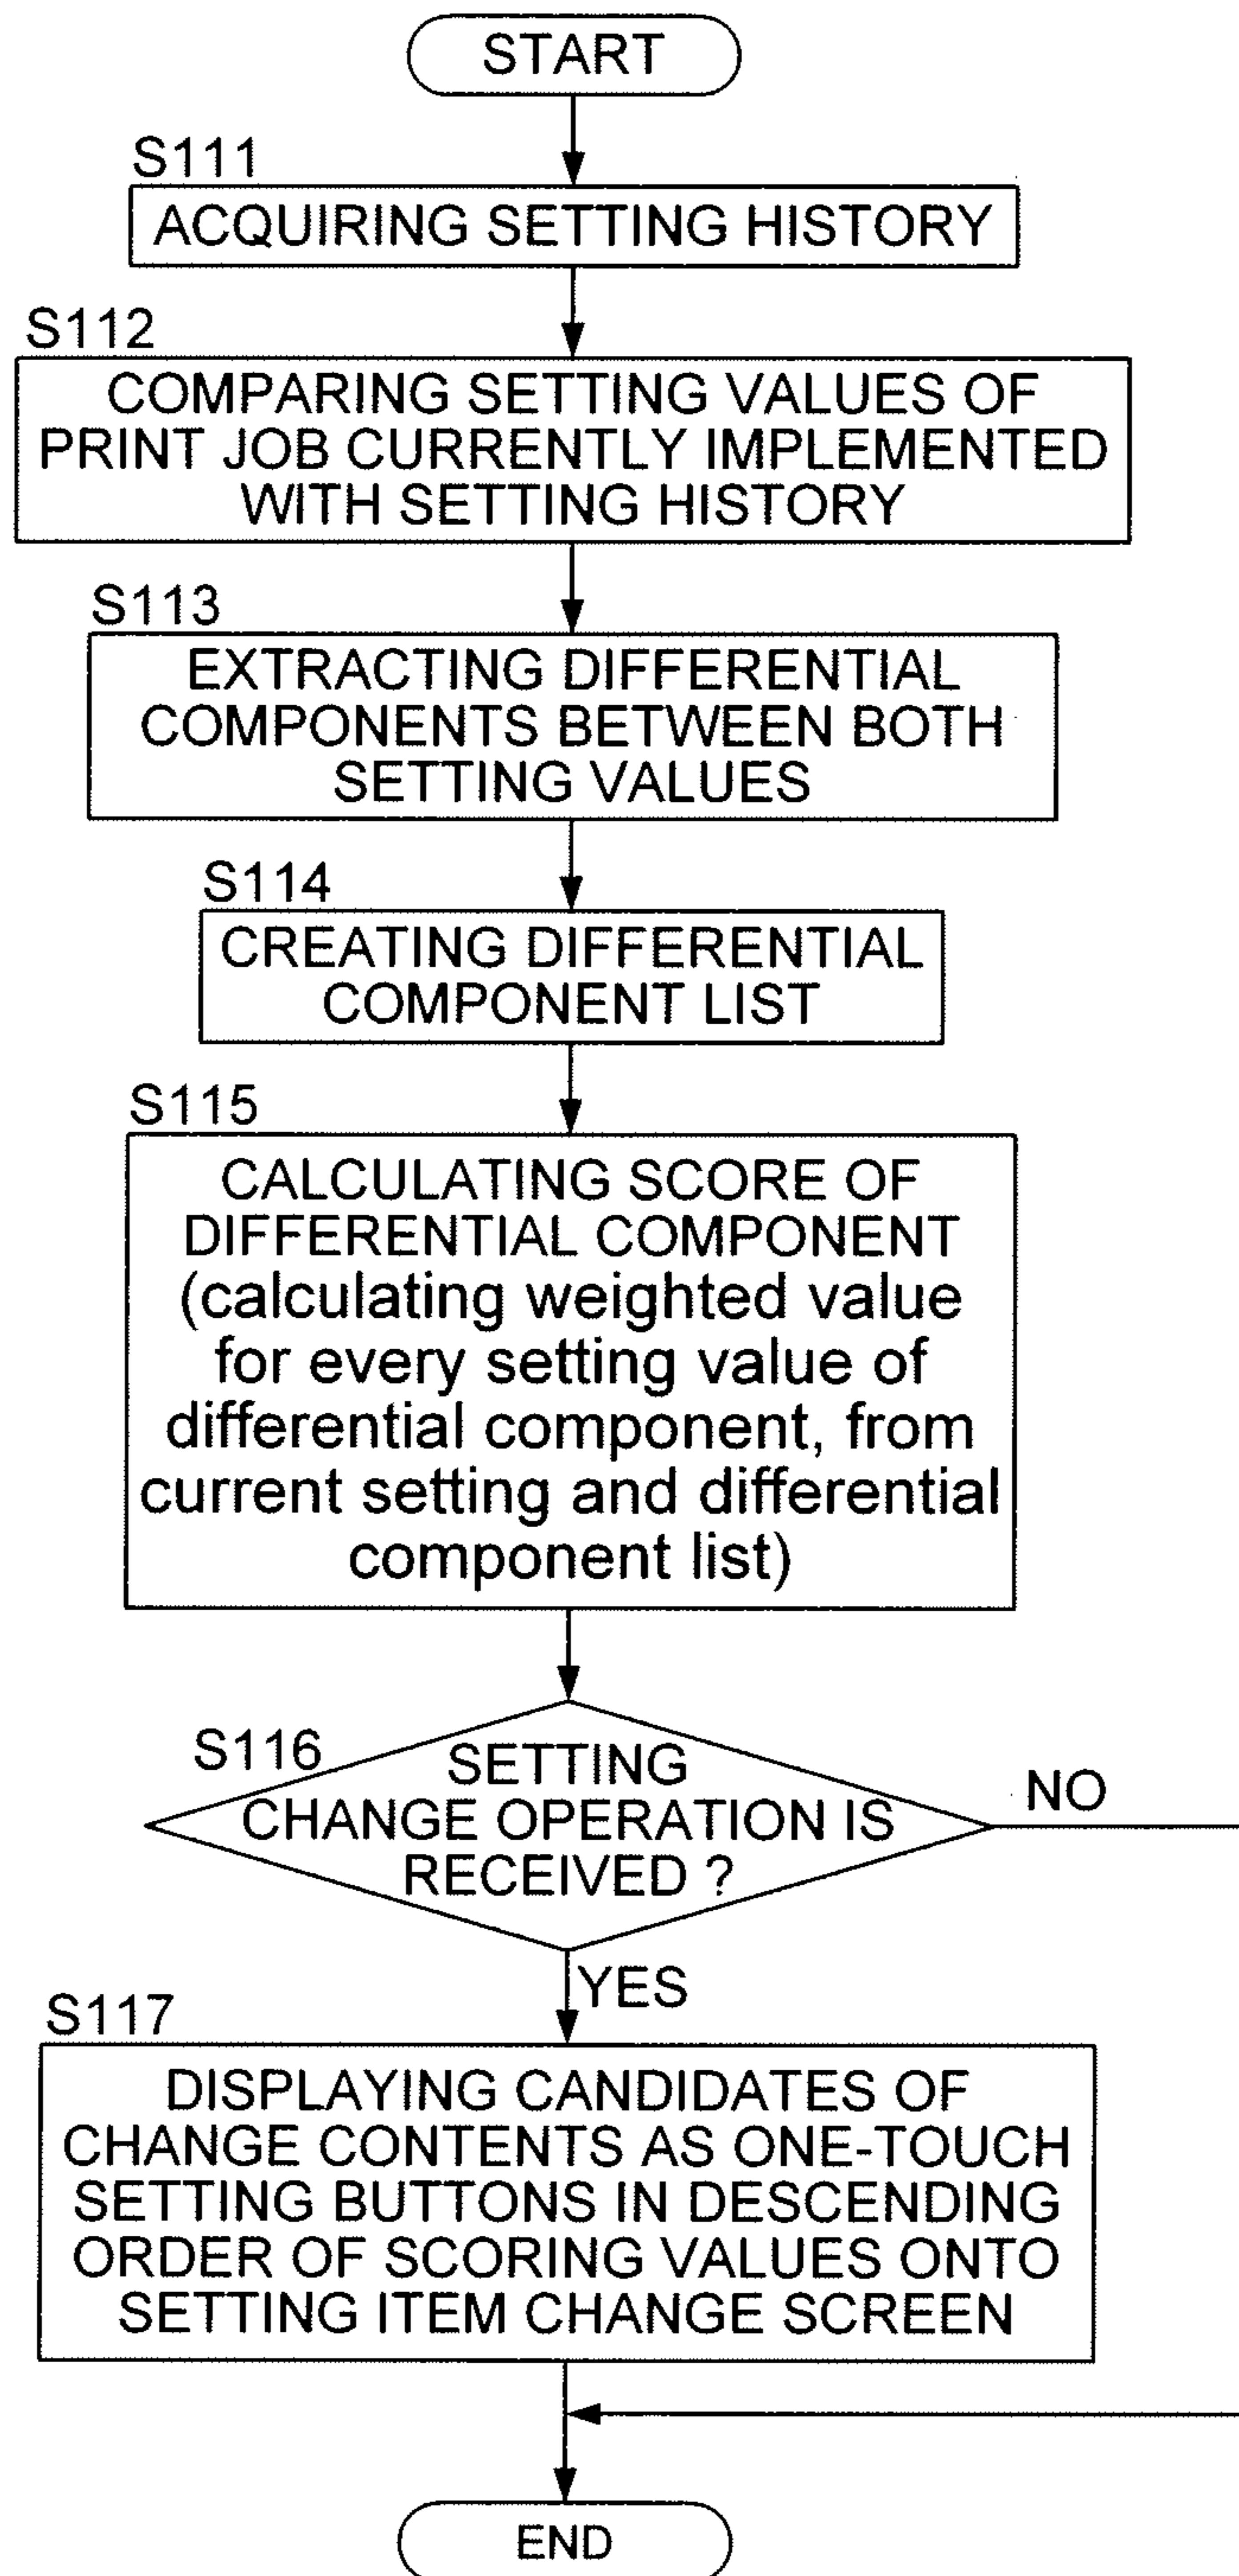 START
S111
ACQUIRING SETTING HISTORY
S112
COMPARING SETTING VALUES OF
PRINT JOB CURRENTLY IMPLEMENTED
WITH SETTING HISTORY
S113
EXTRACTING DIFFERENTIAL
COMPONENTS BETWEEN BOTH
SETTING VALUES
S114
CREATING DIFFERENTIAL
COMPONENT LIST
S115
CALCULATING SCORE OF
DIFFERENTIAL COMPONENT
(calculating weighted value
for every setting value of
differential component, from
current setting and differential
component list)
S116
SETTING
CHANGE OPERATION IS
RECEIVED ?
NO
YES
S117
DISPLAYING CANDIDATES OF
CHANGE CONTENTS AS ONE-TOUCH
SETTING BUTTONS IN DESCENDING
ORDER OF SCORING VALUES ONTO
SETTING ITEM CHANGE SCREEN
END